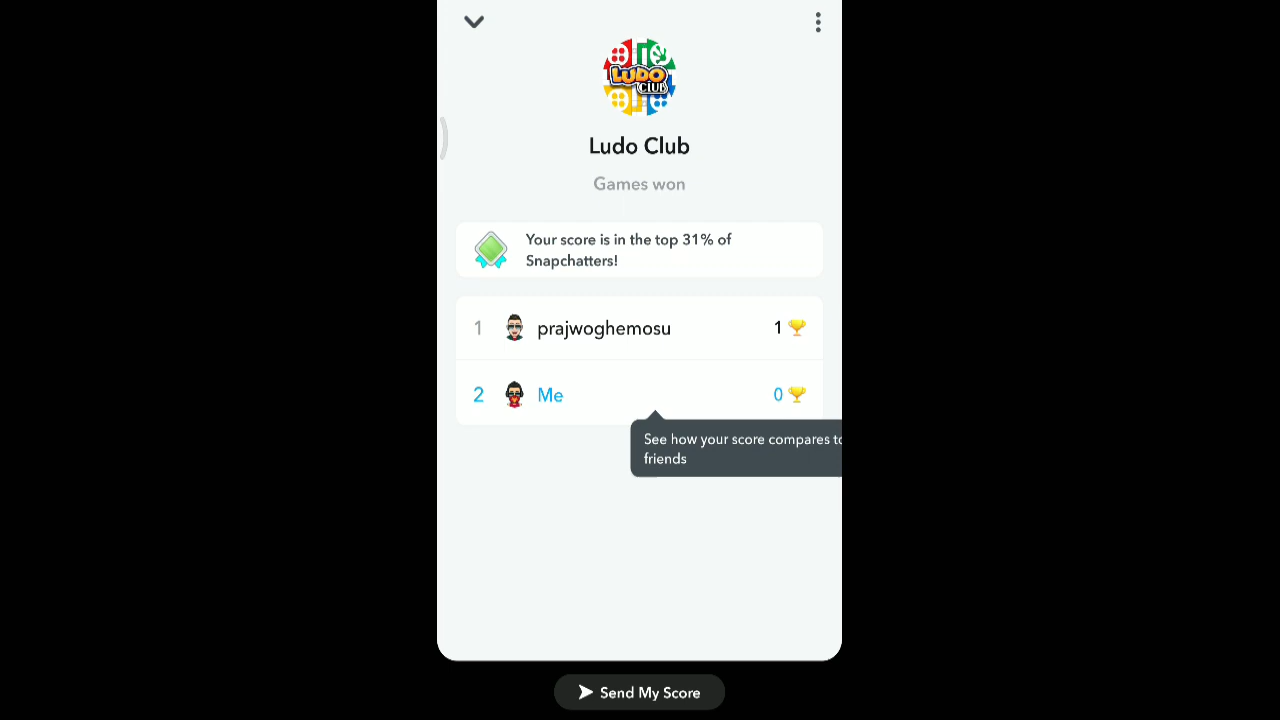 LUDO
CLUB
Ludo Club
Games won
Your score is in the top 31% of
Snapchatters!
1 prajwoghemosu 1
2 Me 0
See how your score compares to
friends
Send My Score